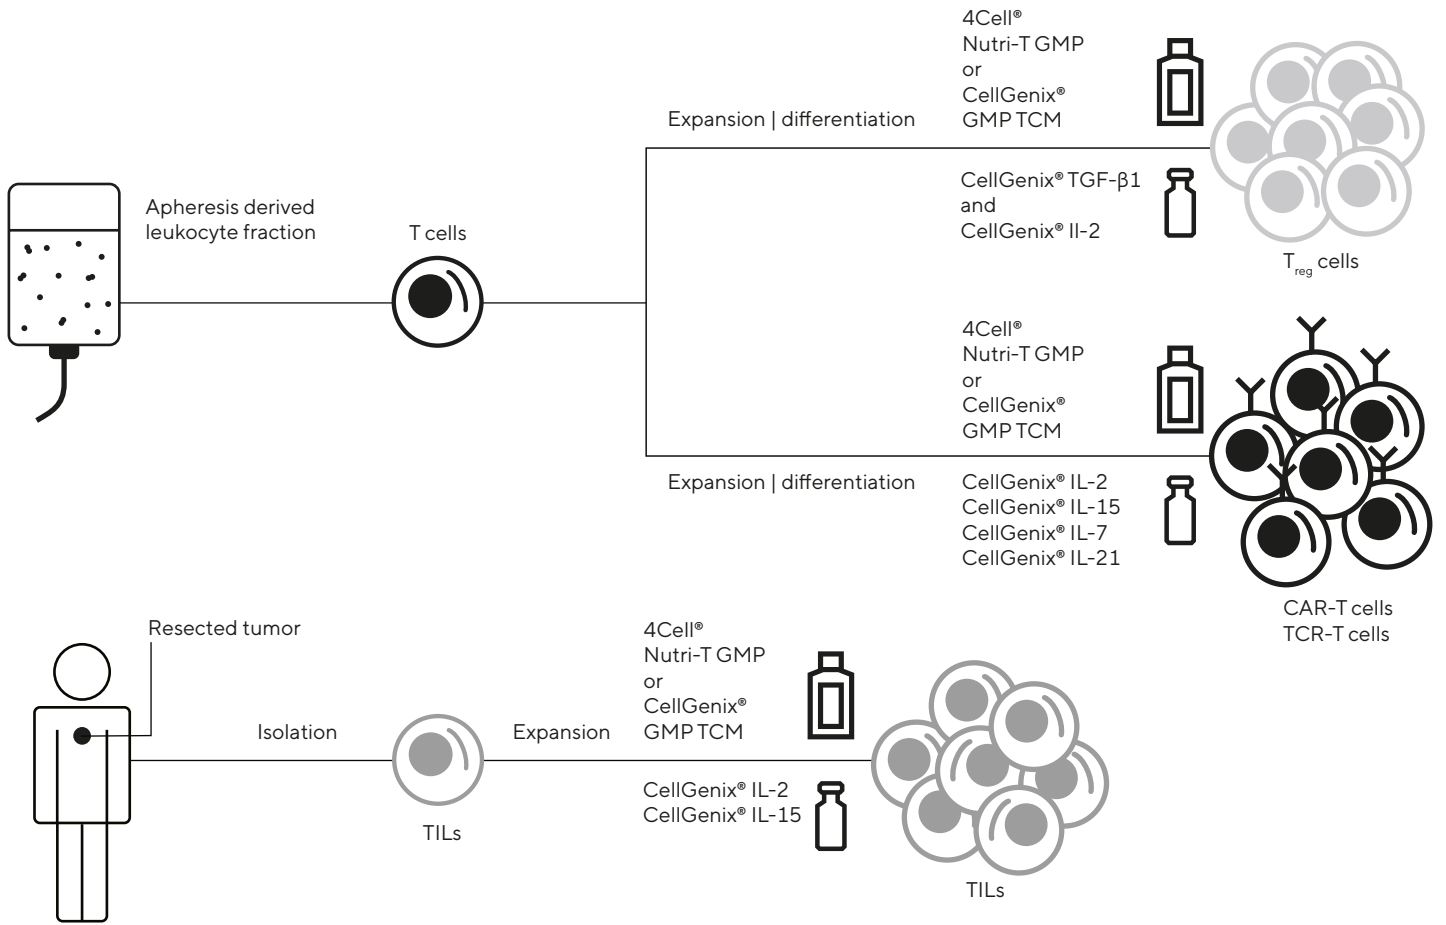 4Cell®
Nutri-T GMP
or
CellGenix®
GMP TCM
Expansion | differentiation
CellGenix® TGF-β1
and
CellGenix® Il-2
Treg cells
Apheresis derived
leukocyte fraction
T cells
4Cell®
Nutri-T GMP
or
CellGenix®
GMP TCM
Expansion | differentiation
CellGenix® IL-2
CellGenix® IL-15
CellGenix® IL-7
CellGenix® IL-21
CAR-T cells
TCR-T cells
Resected tumor
Isolation
TILs
Expansion
4Cell®
Nutri-T GMP
or
CellGenix®
GMP TCM
CellGenix® IL-2
CellGenix® IL-15
TILs